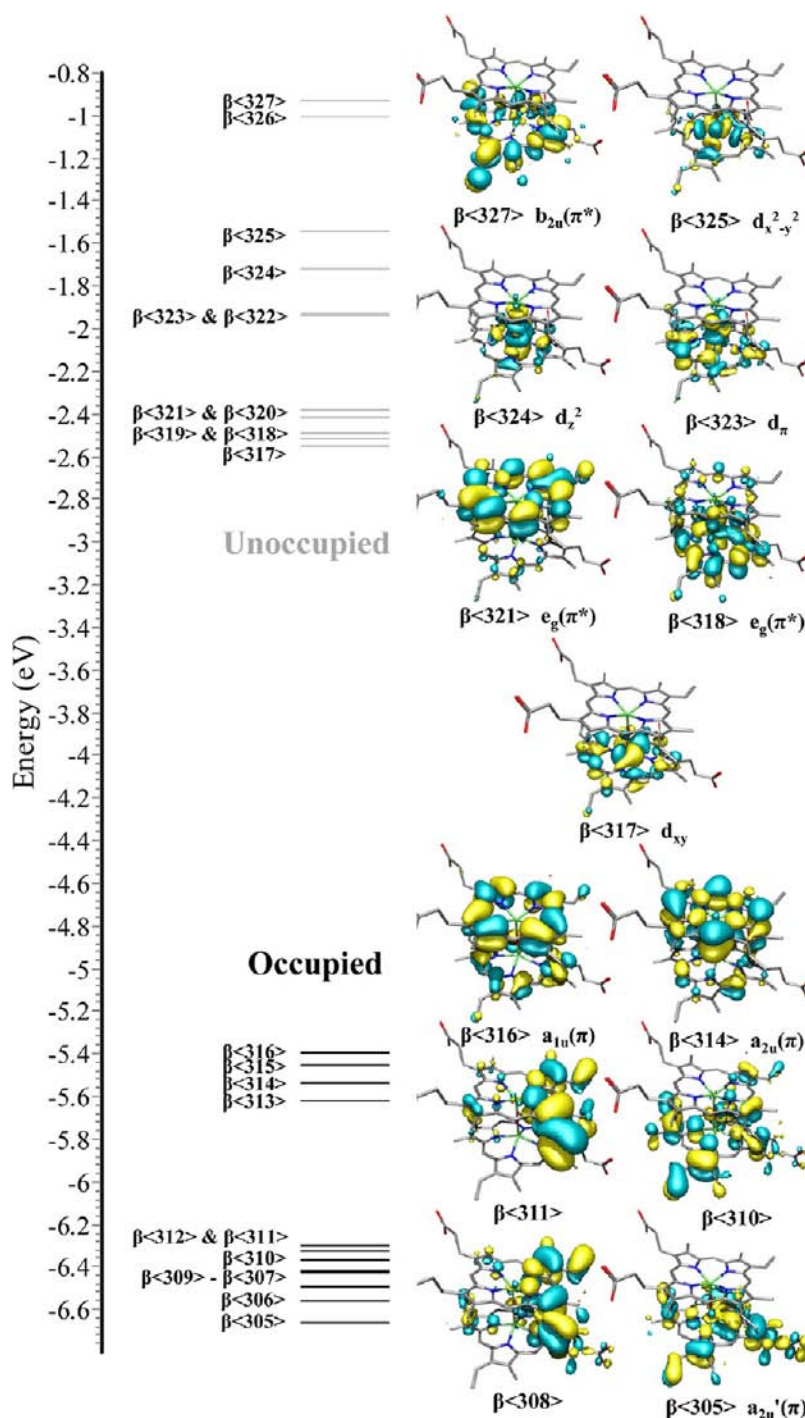 -0.8
-1
-1.2
-1.4
-1.6
-1.8
-2
-2.2
-2.4
-2.6
-2.8
-3
-3.2
-3.4
-3.6
-3.8
-4
-4.2
-4.4
-4.6
-4.8
-5
-5.2
-5.4
-5.6
-5.8
-6
-6.2
-6.4
-6.6
Energy (eV)
β<327>
β<326>
β<325>
β<324>
β<323> & β<322>
β<321> & β<320>
β<319> & β<318>
β<317>
Unoccupied
Occupied
β<316>
β<315>
β<314>
β<313>
β<312> & β<311>
β<310>
β<309> - β<307>
β<306>
β<305>
β<327> b₂ᵤ(π*) β<325> dₓ²-y²
β<324> d_z² β<323> d_π
β<321> e_g(π*) β<318> e_g(π*)
β<317> d_xy
β<316> a₁ᵤ(π) β<314> a₂ᵤ(π)
β<311> β<310>
β<308> β<305> a₂ᵤ'(π)